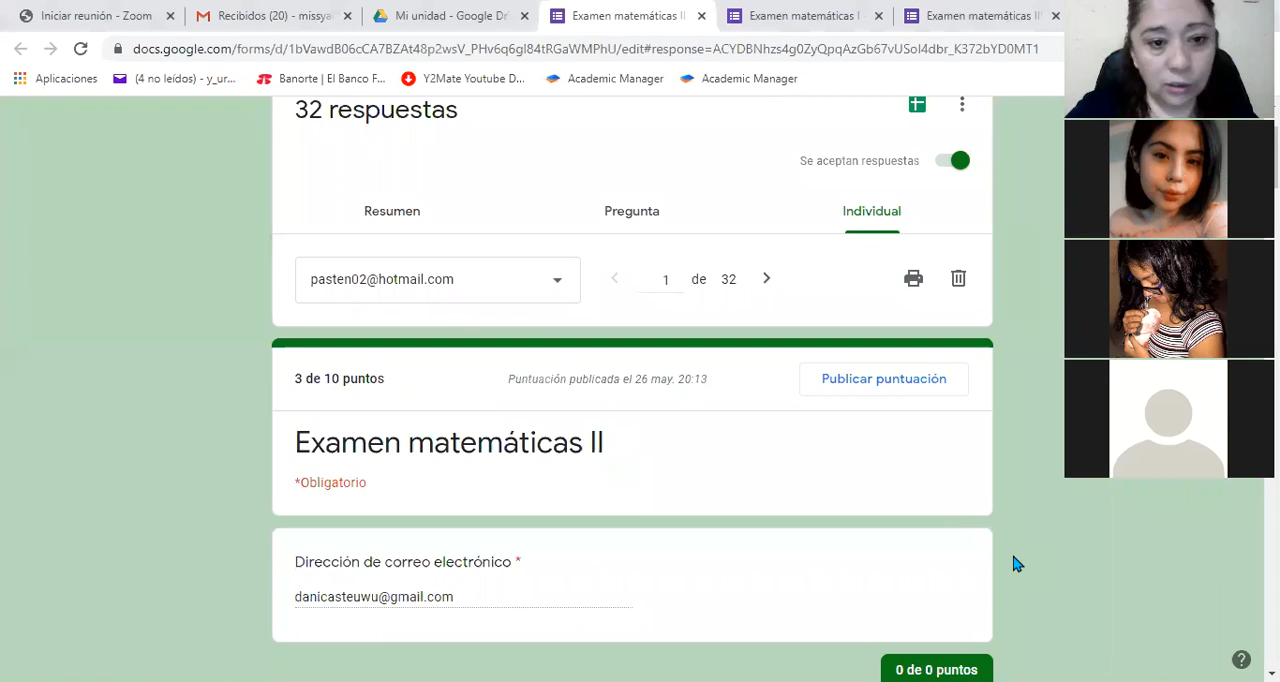 Iniciar reunión - Zoom
Recibidos (20) - missya
Mi unidad - Google Dr
Examen matemáticas II
Examen matemáticas I -
Examen matemáticas II
docs.google.com/forms/d/1bVawdB06cCA7BZAt48p2wV_PHv6q6gl84tRGaWMPhU/edit#response=ACYDBNhzs4g0ZyQpqAzGb67vUSol4dbr_K372bYD0MT1
Aplicaciones
(4 no leídos) - y_ur...
Banorte | El Banco F...
Y2Mate Youtube D...
Academic Manager
Academic Manager
32 respuestas
Se aceptan respuestas
Resumen
Pregunta
Individual
pasten02@hotmail.com
1 de 32
3 de 10 puntos
Puntuación publicada el 26 may. 20:13
Publicar puntuación
Examen matemáticas II
*Obligatorio
Dirección de correo electrónico *
danicasteuwu@gmail.com
0 de 0 puntos